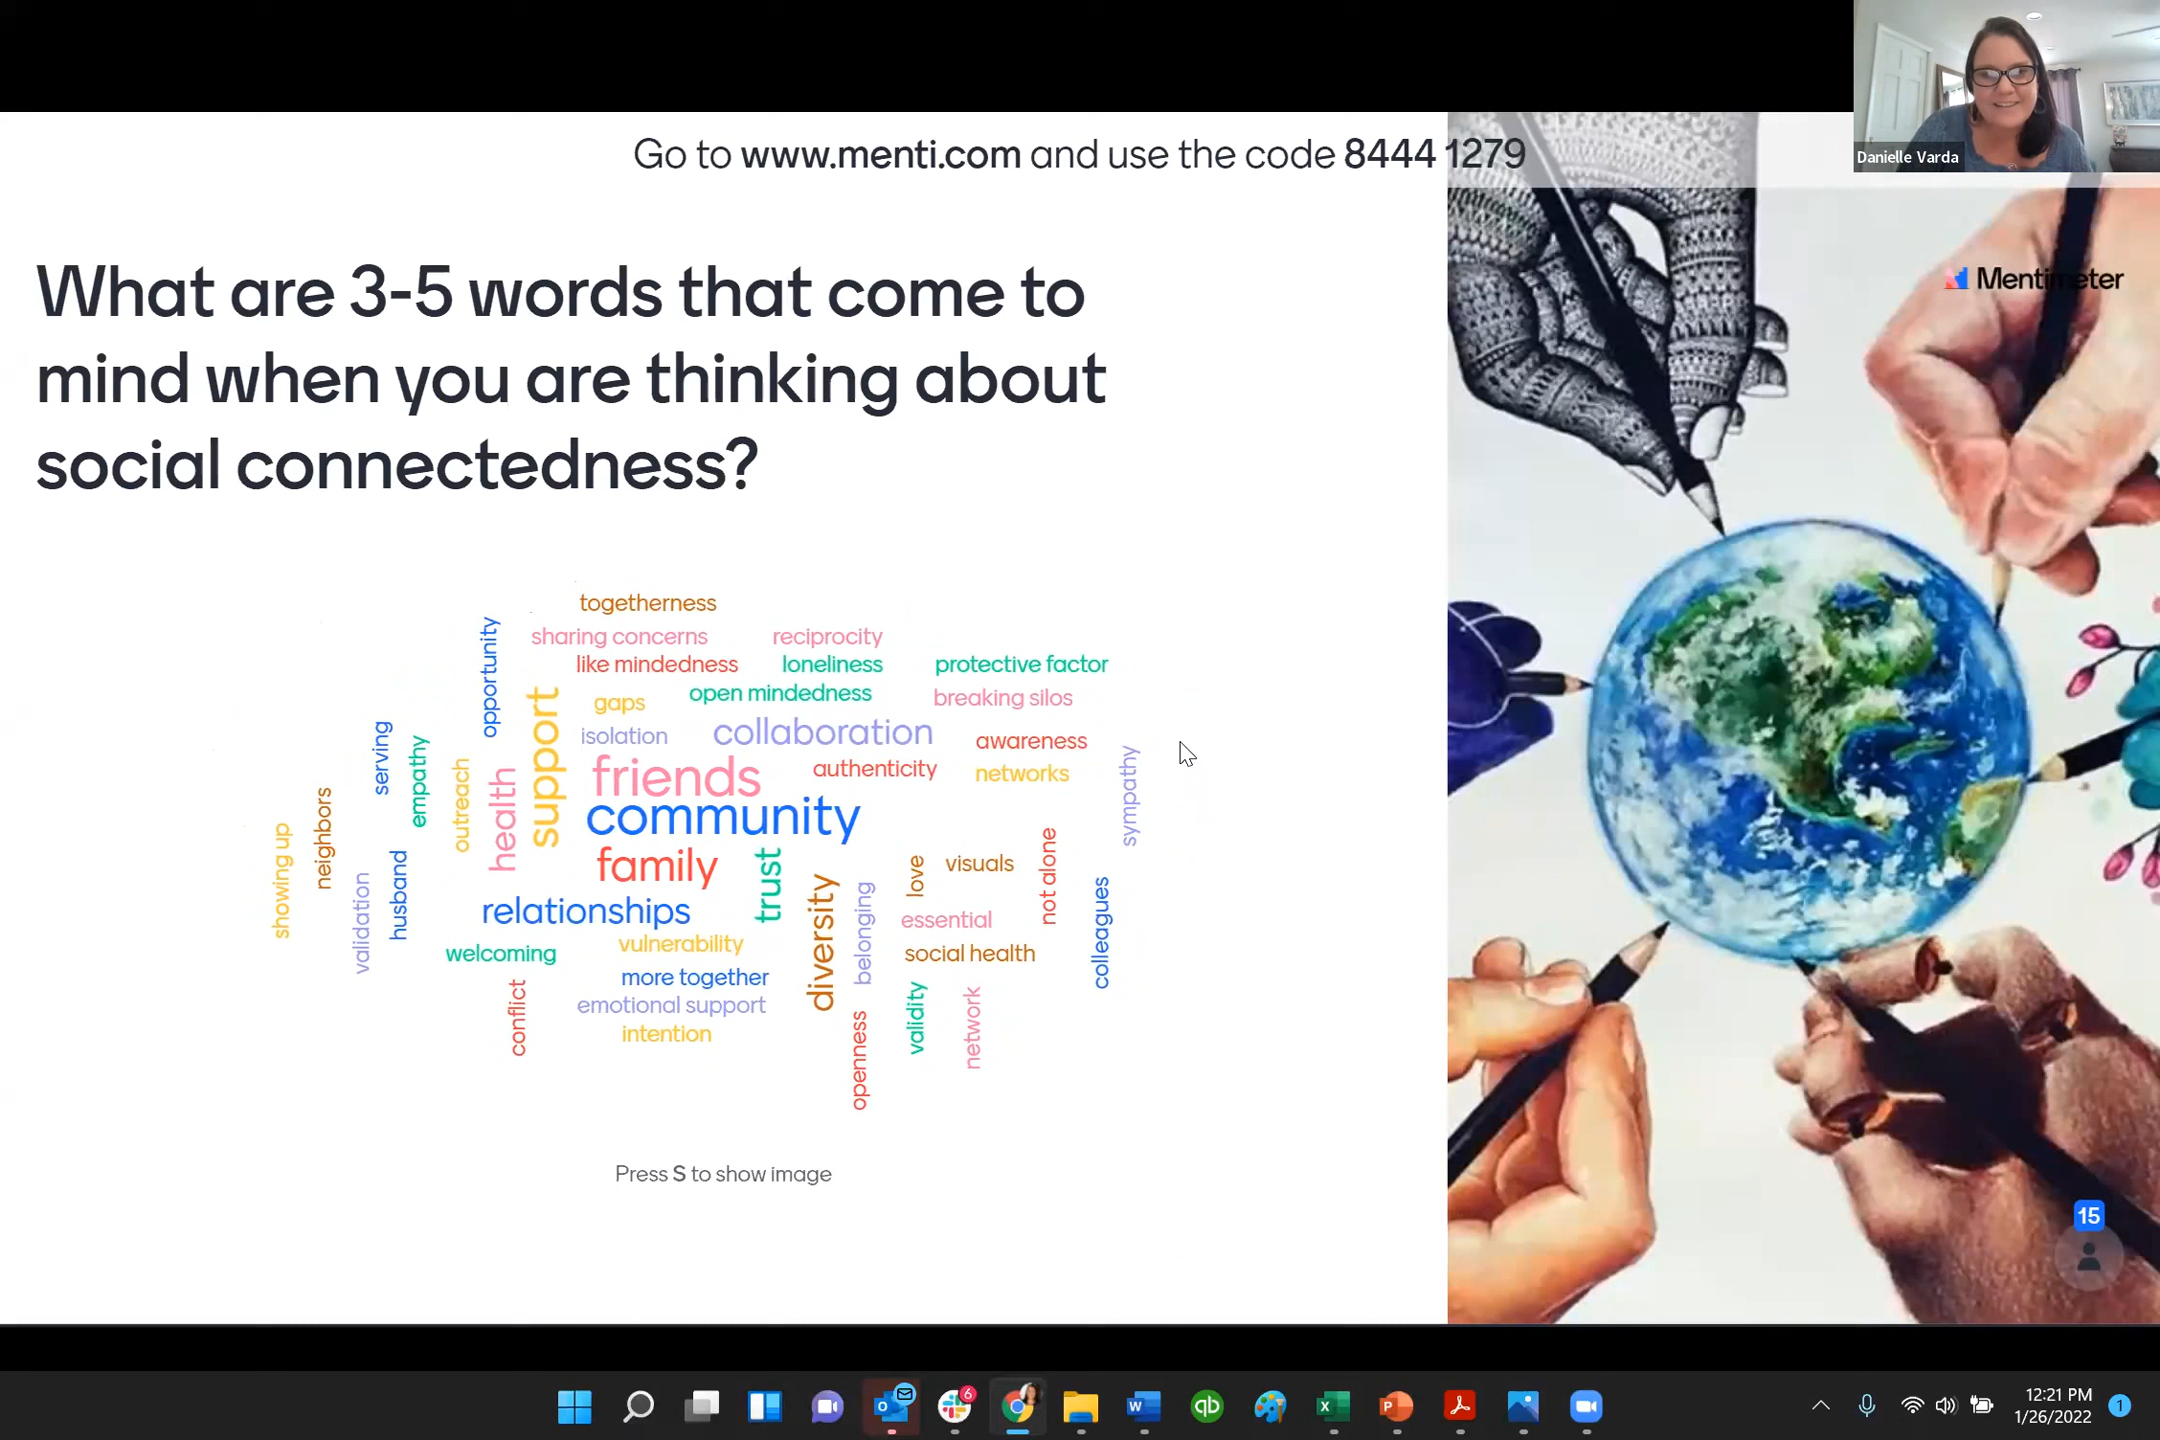 Danielle Varda
Go to www.menti.com and use the code 8444 1279
Mentimeter
What are 3-5 words that come to
mind when you are thinking about
social connectedness?
togetherness
sharing concerns
reciprocity
like mindedness
loneliness
protective factor
opportunity
gaps
open mindedness
breaking silos
support
isolation
collaboration
awareness
serving
empathy
outreach
health
friends
authenticity
networks
sympathy
neighbors
community
showing up
validation
husband
family
trust
love
visuals
not alone
relationships
diversity
belonging
essential
colleagues
welcoming
vulnerability
social health
more together
conflict
emotional support
validity
network
intention
openness
Press S to show image
15
6
12:21 PM
1/26/2022
1